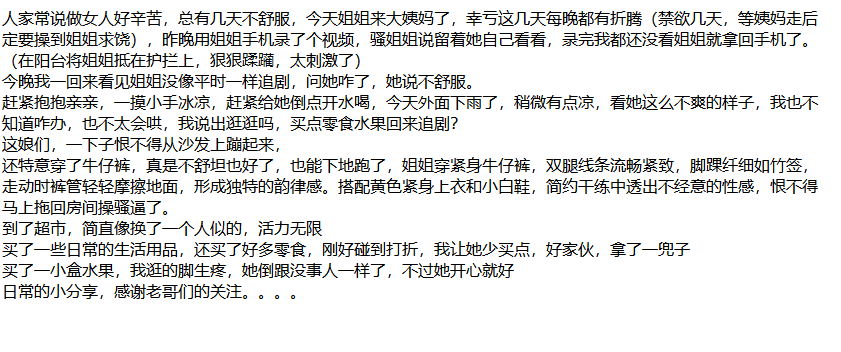 人家常说做女人好辛苦，总有几天不舒服，今天姐姐来大姨妈了，幸亏这几天每晚都有折腾（禁欲几天，等姨妈走后
定要操到姐姐求饶），昨晚用姐姐手机录了个视频，骚姐姐说留着她自己看看，录完我都还没看姐姐就拿回手机了。
（在阳台将姐姐抵在护拦上，狠狠蹂躏，太刺激了）
今晚我一回来看见姐姐没像平时一样追剧，问她咋了，她说不舒服。
赶紧抱抱亲亲，一摸小手冰凉，赶紧给她倒点开水喝，今天外面下雨了，稍微有点凉，看她这么不爽的样子，我也不
知道咋办，也不太会哄，我说出逛逛吗，买点零食水果回来追剧？
这娘们，一下子恨不得从沙发上蹦起来，
还特意穿了牛仔裤，真是不舒坦也好了，也能下地跑了，姐姐穿紧身牛仔裤，双腿线条流畅紧致，脚踝纤细如竹签，
走动时裤管轻轻摩擦地面，形成独特的韵律感。搭配黄色紧身上衣和小白鞋，简约干练中透出不经意的性感，恨不得
马上拖回房间操骚逼了。
到了超市，简直像换了一个人似的，活力无限
买了一些日常的生活用品，还买了好多零食，刚好碰到打折，我让她少买点，好家伙，拿了一兜子
买了一小盒水果，我逛的脚生疼，她倒跟没事人一样了，不过她开心就好
日常的小分享，感谢老哥们的关注。。。。